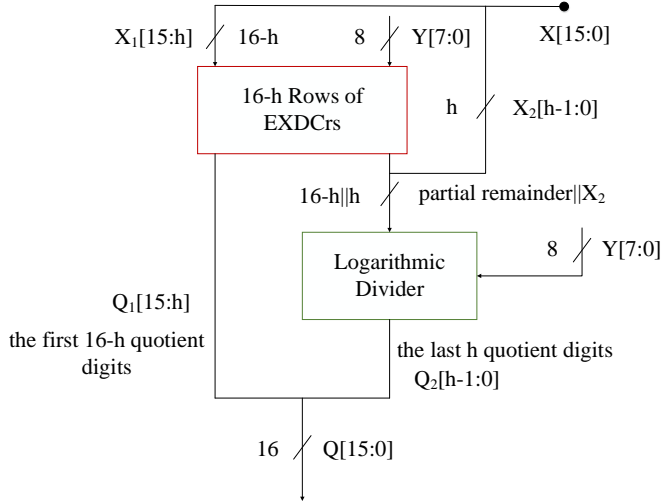 X[15:0]
X₁[15:h] 16-h 8 Y[7:0]
16-h Rows of
EXDCrs
h X₂[h-1:0]
16-h||h partial remainder||X₂
Logarithmic
Divider
8 Y[7:0]
Q₁[15:h]
the first 16-h quotient
digits
the last h quotient digits
Q₂[h-1:0]
16 Q[15:0]